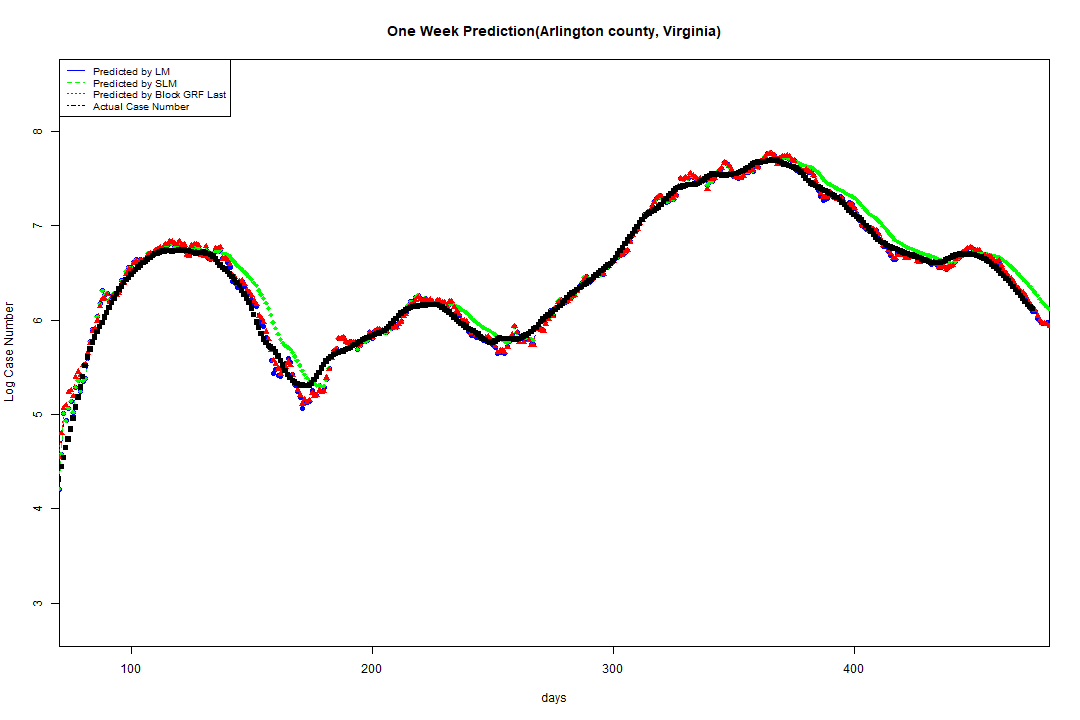 One Week Prediction(Arlington county, Virginia)
Predicted by LM
Predicted by SLM
Predicted by Block GRF Last
Actual Case Number
8
7
6
5
4
3
Log Case Number
100 200 300 400
days